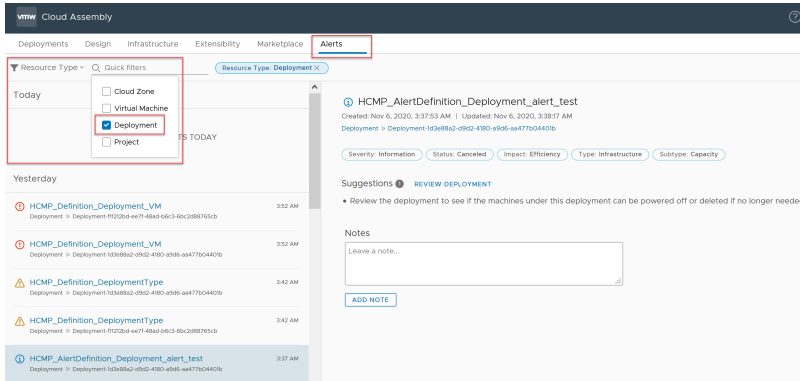 vmw Cloud Assembly
Deployments Design Infrastructure Extensibility Marketplace Alerts
Resource Type Quick filters Resource Type: Deployment ×
Cloud Zone
Virtual Machine
Deployment
Project
Today
TS TODAY
Yesterday
HCMP_Definition_Deployment_VM 3:52 AM
Deployment » Deployment-f11212bd-ee7f-48ad-b6c3-6bc2d88765cb
HCMP_Definition_Deployment_VM 3:52 AM
Deployment » Deployment-1d3e88a2-d9d2-4180-a9d6-aa477b04401b
HCMP_Definition_DeploymentType 3:42 AM
Deployment » Deployment-1d3e88a2-d9d2-4180-a9d6-aa477b04401b
HCMP_Definition_DeploymentType 3:42 AM
Deployment » Deployment-f11212bd-ee7f-48ad-b6c3-6bc2d88765cb
HCMP_AlertDefinition_Deployment_alert_test 3:37 AM
Deployment » Deployment-1d3e88a2-d9d2-4180-a9d6-aa477b04401b
HCMP_AlertDefinition_Deployment_alert_test
Created: Nov 6, 2020, 3:37:53 AM | Updated: Nov 6, 2020, 3:38:17 AM
Deployment » Deployment-1d3e88a2-d9d2-4180-a9d6-aa477b04401b
Severity: Information Status: Canceled Impact: Efficiency Type: Infrastructure Subtype: Capacity
Suggestions REVIEW DEPLOYMENT
• Review the deployment to see if the machines under this deployment can be powered off or deleted if no longer neede
Notes
Leave a note...
ADD NOTE